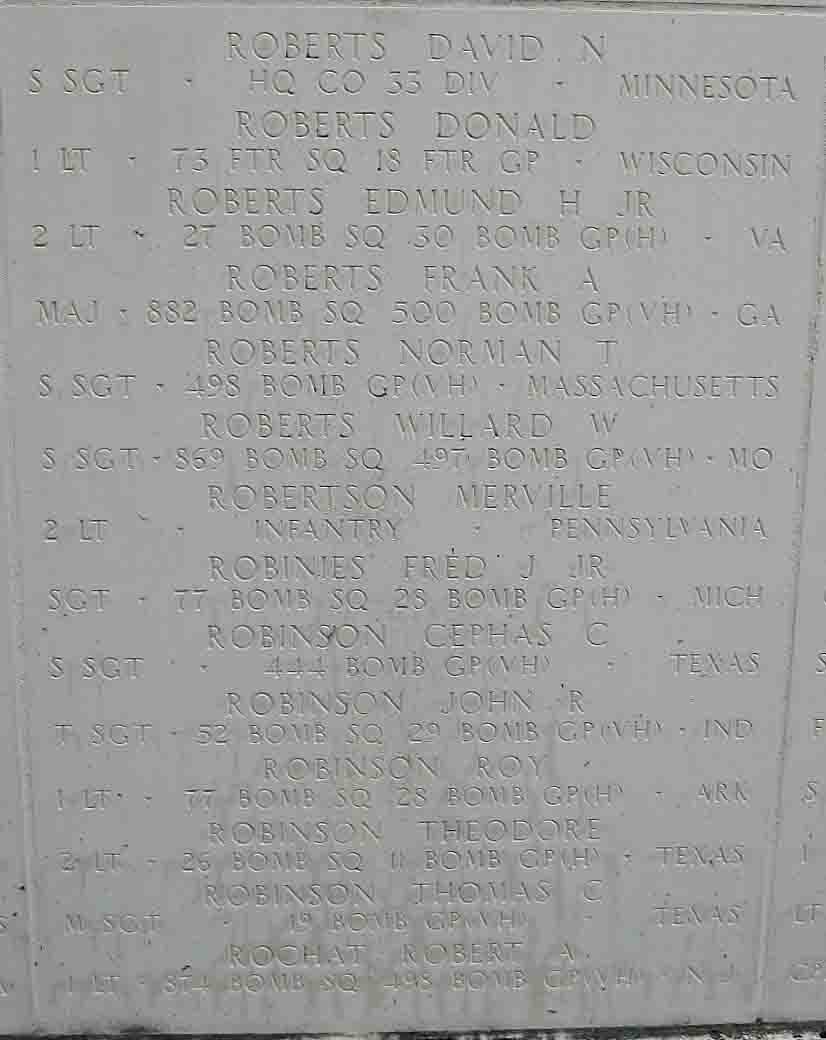 ROBERTS DAVID N
S SGT · HQ CO 33 DIV · MINNESOTA
ROBERTS DONALD
1 LT · 73 FTR SQ 18 FTR GP · WISCONSIN
ROBERTS EDMUND H JR
2 LT · 27 BOMB SQ 30 BOMB GP(H) · VA
ROBERTS FRANK A
MAJ · 882 BOMB SQ 500 BOMB GP(VH) · GA
ROBERTS NORMAN T
S SGT · 498 BOMB GP(VH) · MASSACHUSETTS
ROBERTS WILLARD W
S SGT · 869 BOMB SQ 497 BOMB GP(VH) · MO
ROBERTSON MERVILLE
2 LT · INFANTRY · PENNSYLVANIA
ROBINIES FRED J JR
SGT · 77 BOMB SQ 28 BOMB GP(H) · MICH
ROBINSON CEPHAS C
S SGT · 444 BOMB GP(VH) · TEXAS
ROBINSON JOHN R
T SGT · 52 BOMB SQ 29 BOMB GP(VH) · IND
ROBINSON ROY
1 LT · 77 BOMB SQ 28 BOMB GP(H) · ARK
ROBINSON THEODORE
2 LT · 26 BOMB SQ 11 BOMB GP(H) · TEXAS
ROBINSON THOMAS C
M SGT · 19 BOMB GP(VH) · TEXAS
ROCHAT ROBERT A
1 LT · 874 BOMB SQ 498 BOMB GP(VH) · N J